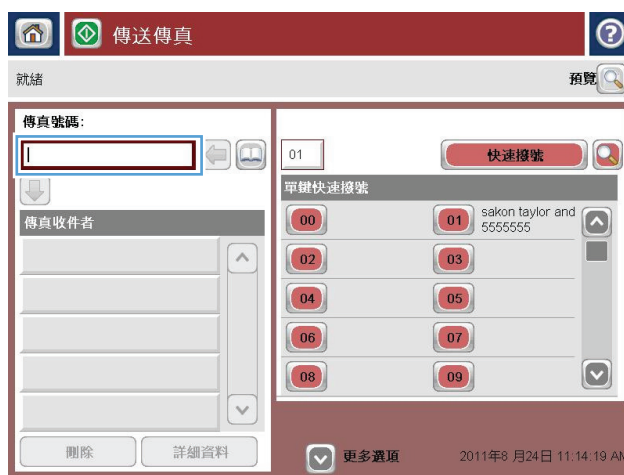 傳送傳真
就緒
預覽
傳真號碼:
傳真收件者
刪除
詳細資料
01
快速撥號
單鍵快速撥號
00
01 sakon taylor and
5555555
02
03
04
05
06
07
08
09
更多選項
2011年8 月24日 11:14:19 AM